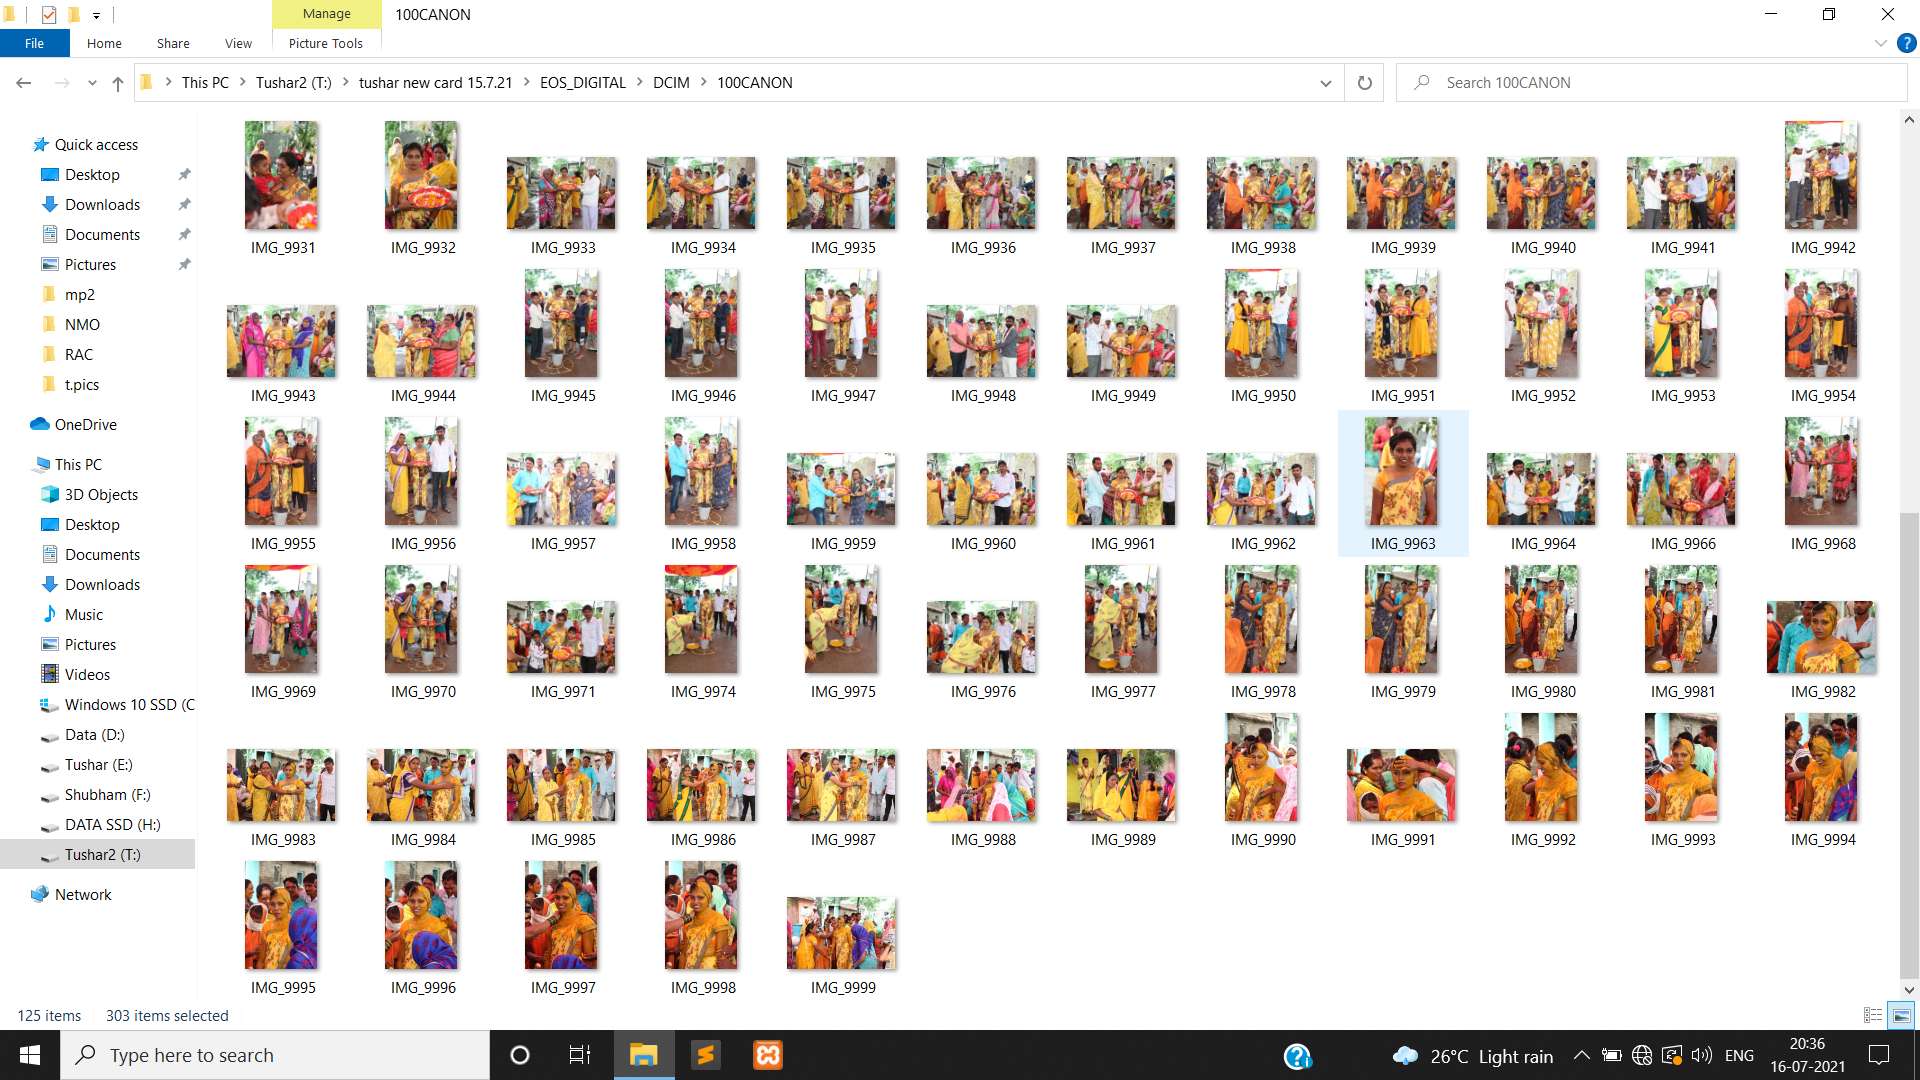 Manage
100CANON
File
Home
Share
View
Picture Tools
This PC
Tushar2 (T:)
tushar new card 15.7.21
EOS_DIGITAL
DCIM
100CANON
Search 100CANON
Quick access
Desktop
Downloads
Documents
Pictures
mp2
NMO
RAC
t.pics
OneDrive
This PC
3D Objects
Desktop
Documents
Downloads
Music
Pictures
Videos
Windows 10 SSD (C
Data (D:)
Tushar (E:)
Shubham (F:)
DATA SSD (H:)
Tushar2 (T:)
Network
IMG_9931 IMG_9932 IMG_9933 IMG_9934 IMG_9935 IMG_9936 IMG_9937 IMG_9938 IMG_9939 IMG_9940 IMG_9941 IMG_9942
IMG_9943 IMG_9944 IMG_9945 IMG_9946 IMG_9947 IMG_9948 IMG_9949 IMG_9950 IMG_9951 IMG_9952 IMG_9953 IMG_9954
IMG_9955 IMG_9956 IMG_9957 IMG_9958 IMG_9959 IMG_9960 IMG_9961 IMG_9962 IMG_9963 IMG_9964 IMG_9966 IMG_9968
IMG_9969 IMG_9970 IMG_9971 IMG_9974 IMG_9975 IMG_9976 IMG_9977 IMG_9978 IMG_9979 IMG_9980 IMG_9981 IMG_9982
IMG_9983 IMG_9984 IMG_9985 IMG_9986 IMG_9987 IMG_9988 IMG_9989 IMG_9990 IMG_9991 IMG_9992 IMG_9993 IMG_9994
IMG_9995 IMG_9996 IMG_9997 IMG_9998 IMG_9999
125 items
303 items selected
Type here to search
26°C Light rain
ENG
20:36
16-07-2021